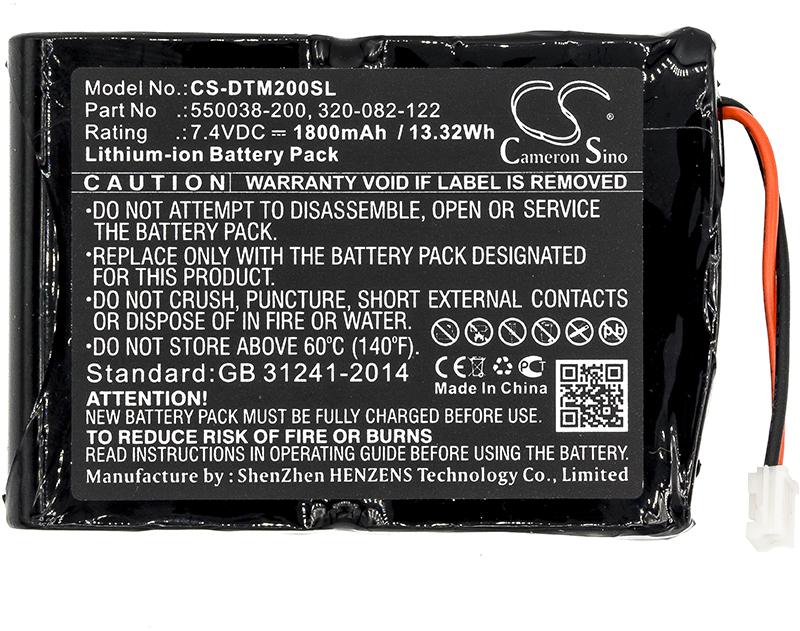 Model No.:CS-DTM200SL
Part No .:550038-200, 320-082-122
Rating .:7.4VDC ⎓ 1800mAh / 13.32Wh
Lithium-ion Battery Pack
CS
®
Cameron Sino
CAUTION WARRANTY VOID IF LABEL IS REMOVED
•DO NOT ATTEMPT TO DISASSEMBLE, OPEN OR SERVICE
THE BATTERY PACK.
•REPLACE ONLY WITH THE BATTERY PACK DESIGNATED
FOR THIS PRODUCT.
•DO NOT CRUSH, PUNCTURE, SHORT EXTERNAL CONTACTS
OR DISPOSE OF IN FIRE OR WATER.
•DO NOT STORE ABOVE 60°C (140°F).
Pb
Standard:GB 31241-2014
CE PCT
Made In China
ATTENTION!
NEW BATTERY PACK MUST BE FULLY CHARGED BEFORE USE.
TO REDUCE RISK OF FIRE OR BURNS
READ INSTRUCTIONS BEFORE USING THE BATTERY.
Manufacture by : ShenZhen HENZENS Technology Co., Limited